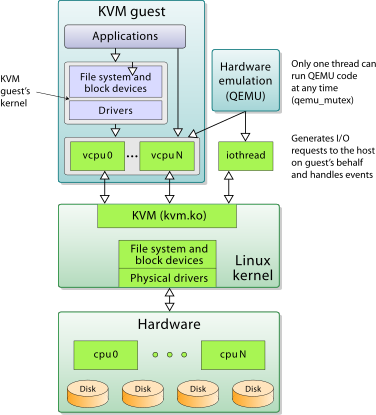 KVM guest
Applications
KVM
guest's
kernel
File system and
block devices
Drivers
vcpu0
...
vcpuN
Hardware
emulation
(QEMU)
Only one thread can
run QEMU code
at any time
(qemu_mutex)
iothread
Generates I/O
requests to the host
on guest's behalf
and handles events
KVM (kvm.ko)
File system and
block devices
Physical drivers
Linux
kernel
Hardware
cpu0
cpuN
Disk
Disk
Disk
Disk